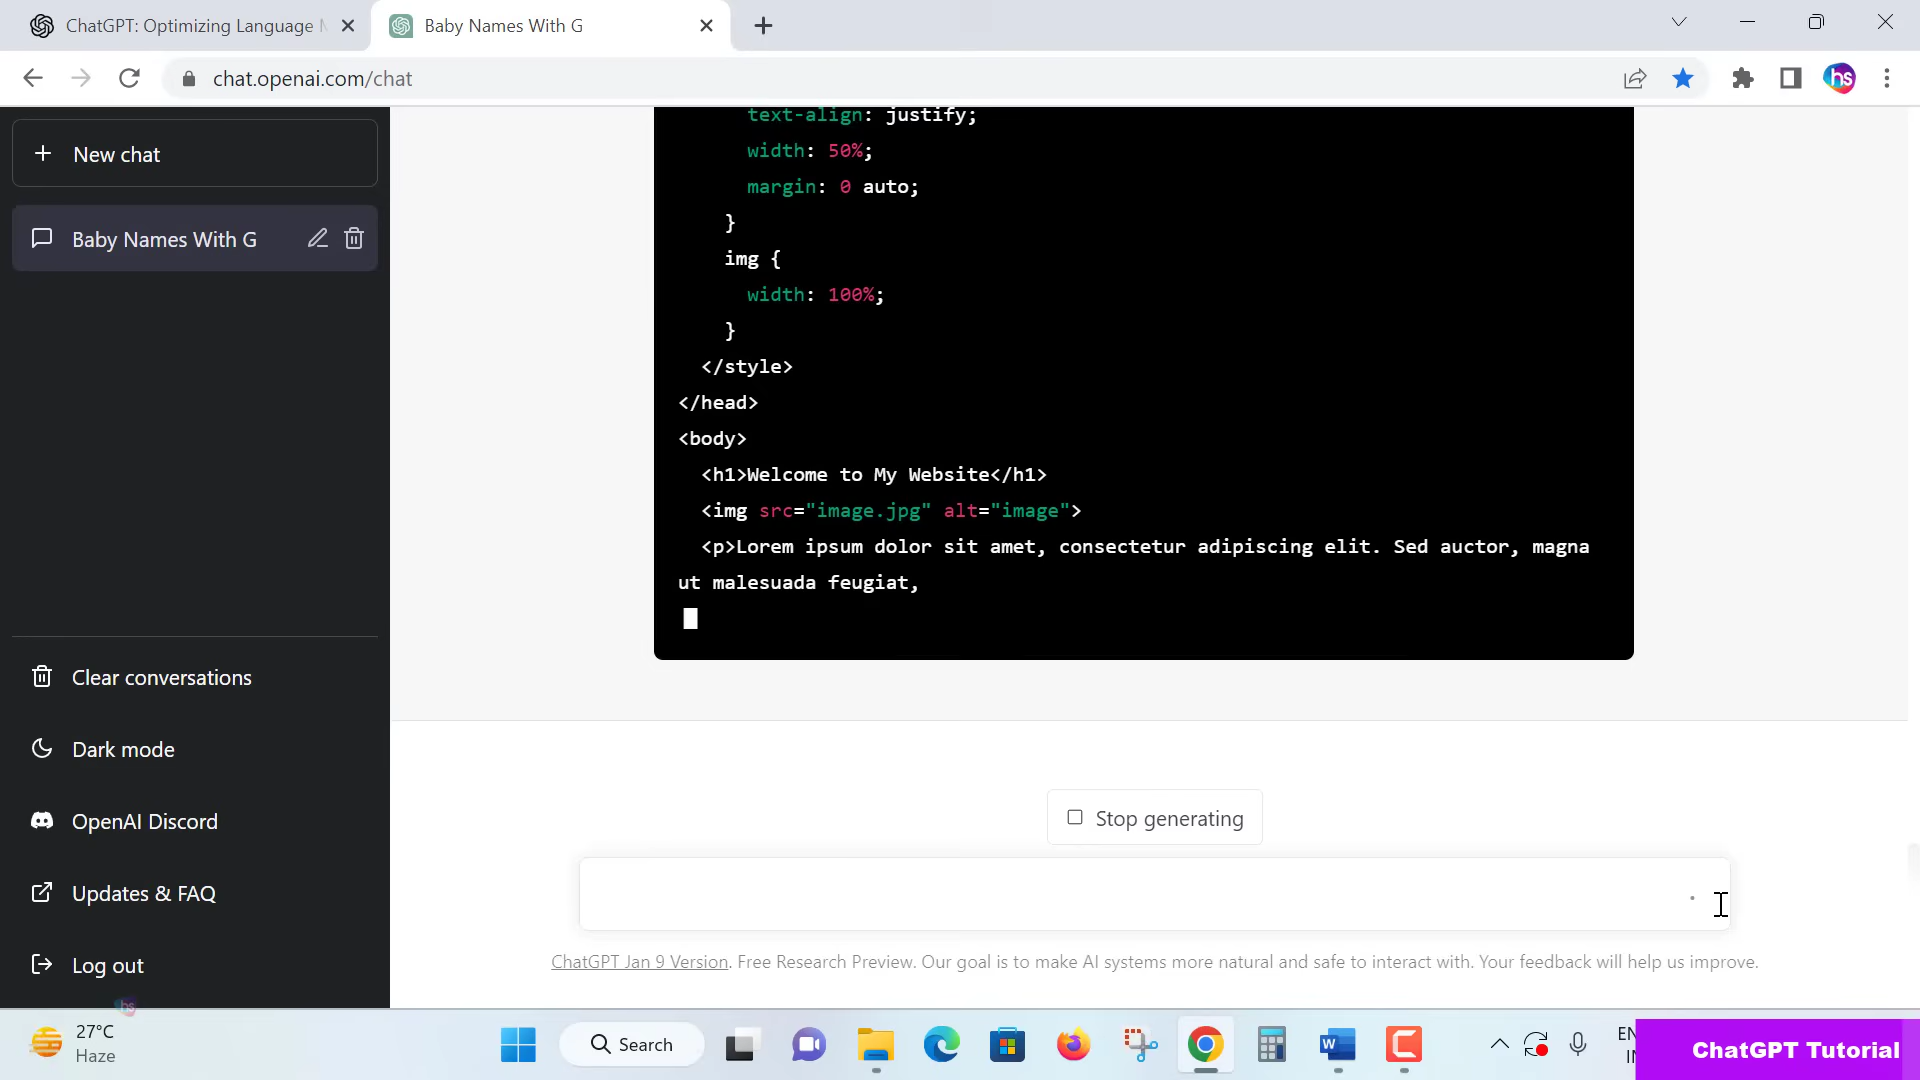 ChatGPT: Optimizing Language
Baby Names With G
chat.openai.com/chat
hs
New chat
Baby Names With G
text-align: justify;
width: 50%;
margin: 0 auto;
}
img {
width: 100%;
}
</style>
</head>
<body>
<h1>Welcome to My Website</h1>
<img src="image.jpg" alt="image">
<p>Lorem ipsum dolor sit amet, consectetur adipiscing elit. Sed auctor, magna
ut malesuada feugiat,
Clear conversations
Dark mode
OpenAI Discord
Updates & FAQ
Log out
Stop generating
ChatGPT Jan 9 Version. Free Research Preview. Our goal is to make AI systems more natural and safe to interact with. Your feedback will help us improve.
hs
27°C
Haze
Search
ChatGPT Tutorial